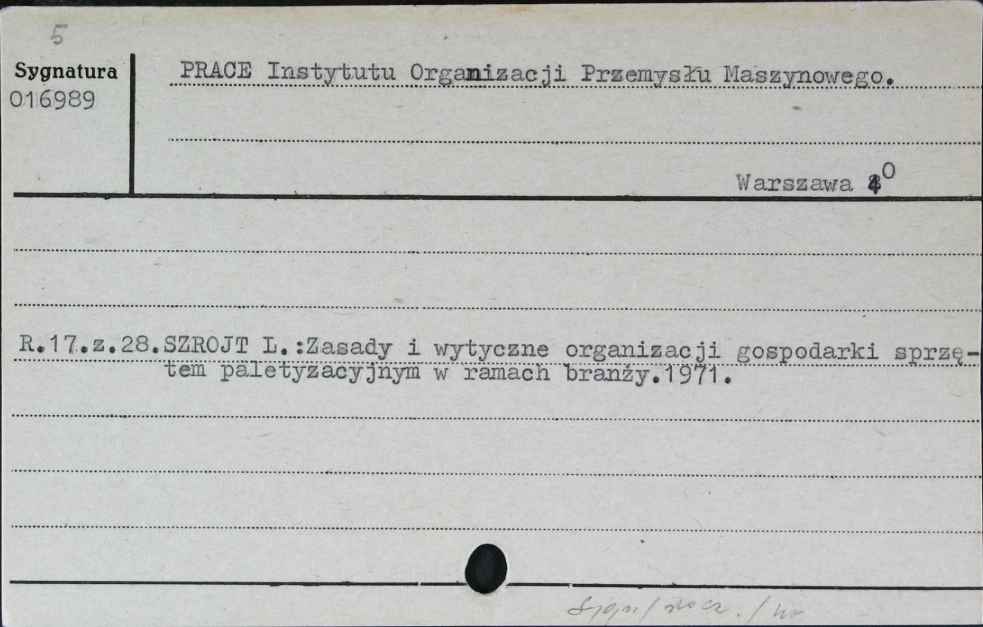 5
Sygnatura
016989
PRACE Instytutu Organizacji Przemysłu Maszynowego.
Warszawa 4⁰
R.17.z.28.SZROJT L.:Zasady i wytyczne organizacji gospodarki sprzę-
tem paletyzacyjnym w ramach branży.1971.